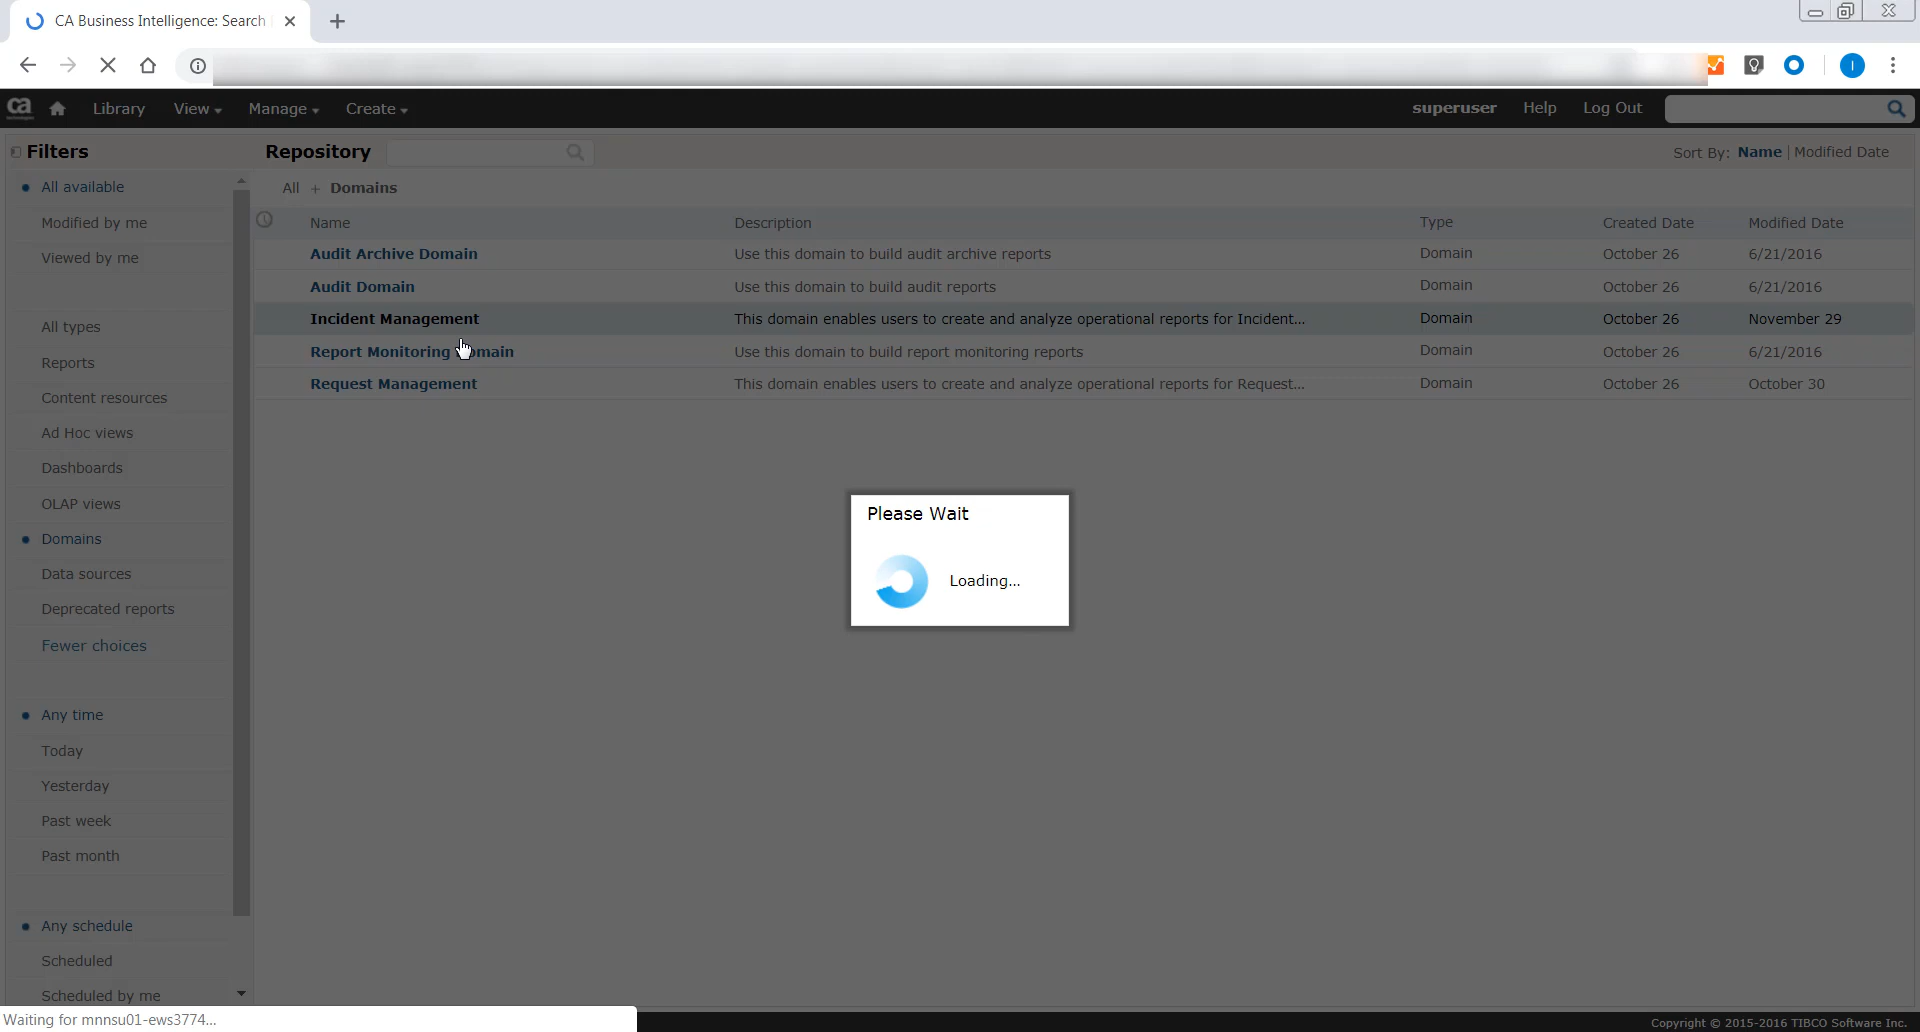 CA Business Intelligence: Search
ca Library View Manage Create superuser Help Log Out
technologies
Filters Repository Sort By: Name | Modified Date
All available
Modified by me
Viewed by me
All types
Reports
Content resources
Ad Hoc views
Dashboards
OLAP views
Domains
Data sources
Deprecated reports
Fewer choices
Any time
Today
Yesterday
Past week
Past month
Any schedule
Scheduled
Scheduled by me
All + Domains
Name Description Type Created Date Modified Date
Audit Archive Domain Use this domain to build audit archive reports Domain October 26 6/21/2016
Audit Domain Use this domain to build audit reports Domain October 26 6/21/2016
Incident Management This domain enables users to create and analyze operational reports for Incident... Domain October 26 November 29
Report Monitoring Domain Use this domain to build report monitoring reports Domain October 26 6/21/2016
Request Management This domain enables users to create and analyze operational reports for Request... Domain October 26 October 30
Please Wait
Loading...
Waiting for mnnsu01-ews3774...
Copyright © 2015-2016 TIBCO Software Inc.